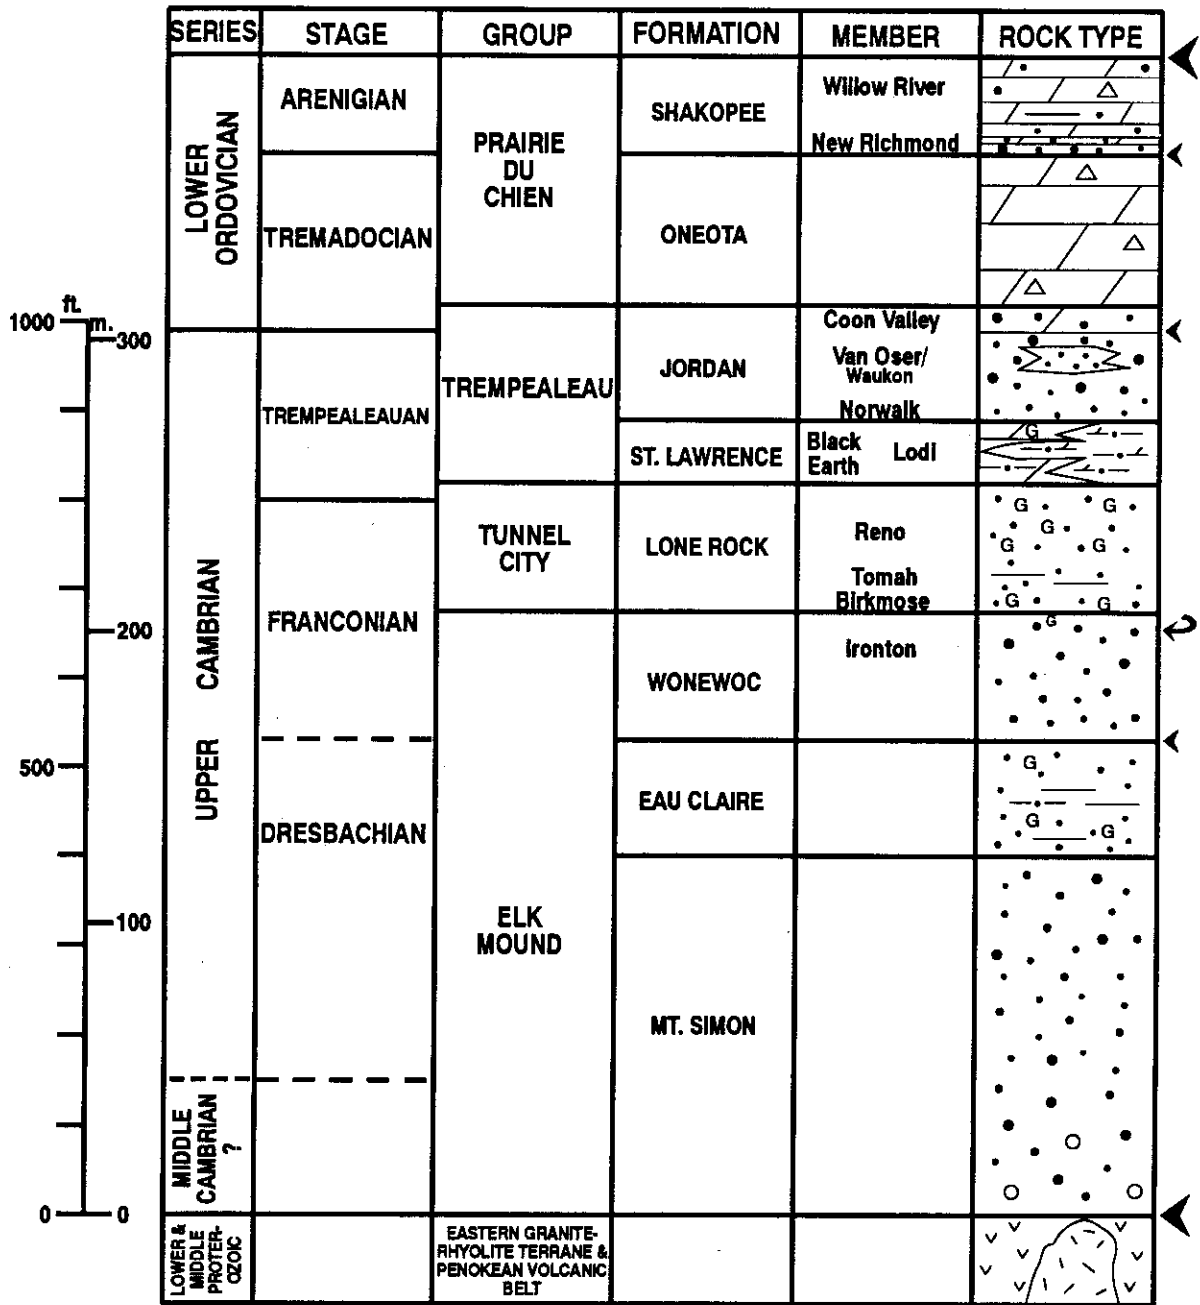 SERIES STAGE GROUP FORMATION MEMBER ROCK TYPE
LOWER
ORDOVICIAN
UPPER CAMBRIAN
MIDDLE
CAMBRIAN
?
LOWER &
MIDDLE
PROTER-
OZOIC
ARENIGIAN
TREMADOCIAN
TREMPEALEAUAN
FRANCONIAN
DRESBACHIAN
PRAIRIE
DU
CHIEN
TREMPEALEAU
TUNNEL
CITY
ELK
MOUND
EASTERN GRANITE-
RHYOLITE TERRANE &
PENOKEAN VOLCANIC
BELT
SHAKOPEE
ONEOTA
JORDAN
ST. LAWRENCE
LONE ROCK
WONEWOC
EAU CLAIRE
MT. SIMON
Willow River
New Richmond
Coon Valley
Van Oser/
Waukon
Norwalk
Black
Earth
Lodi
Reno
Tomah
Birkmose
Ironton
G
G G
G
G G
G G
G
G
G
G
ft.
1000
m.
300
200
500
100
0 0